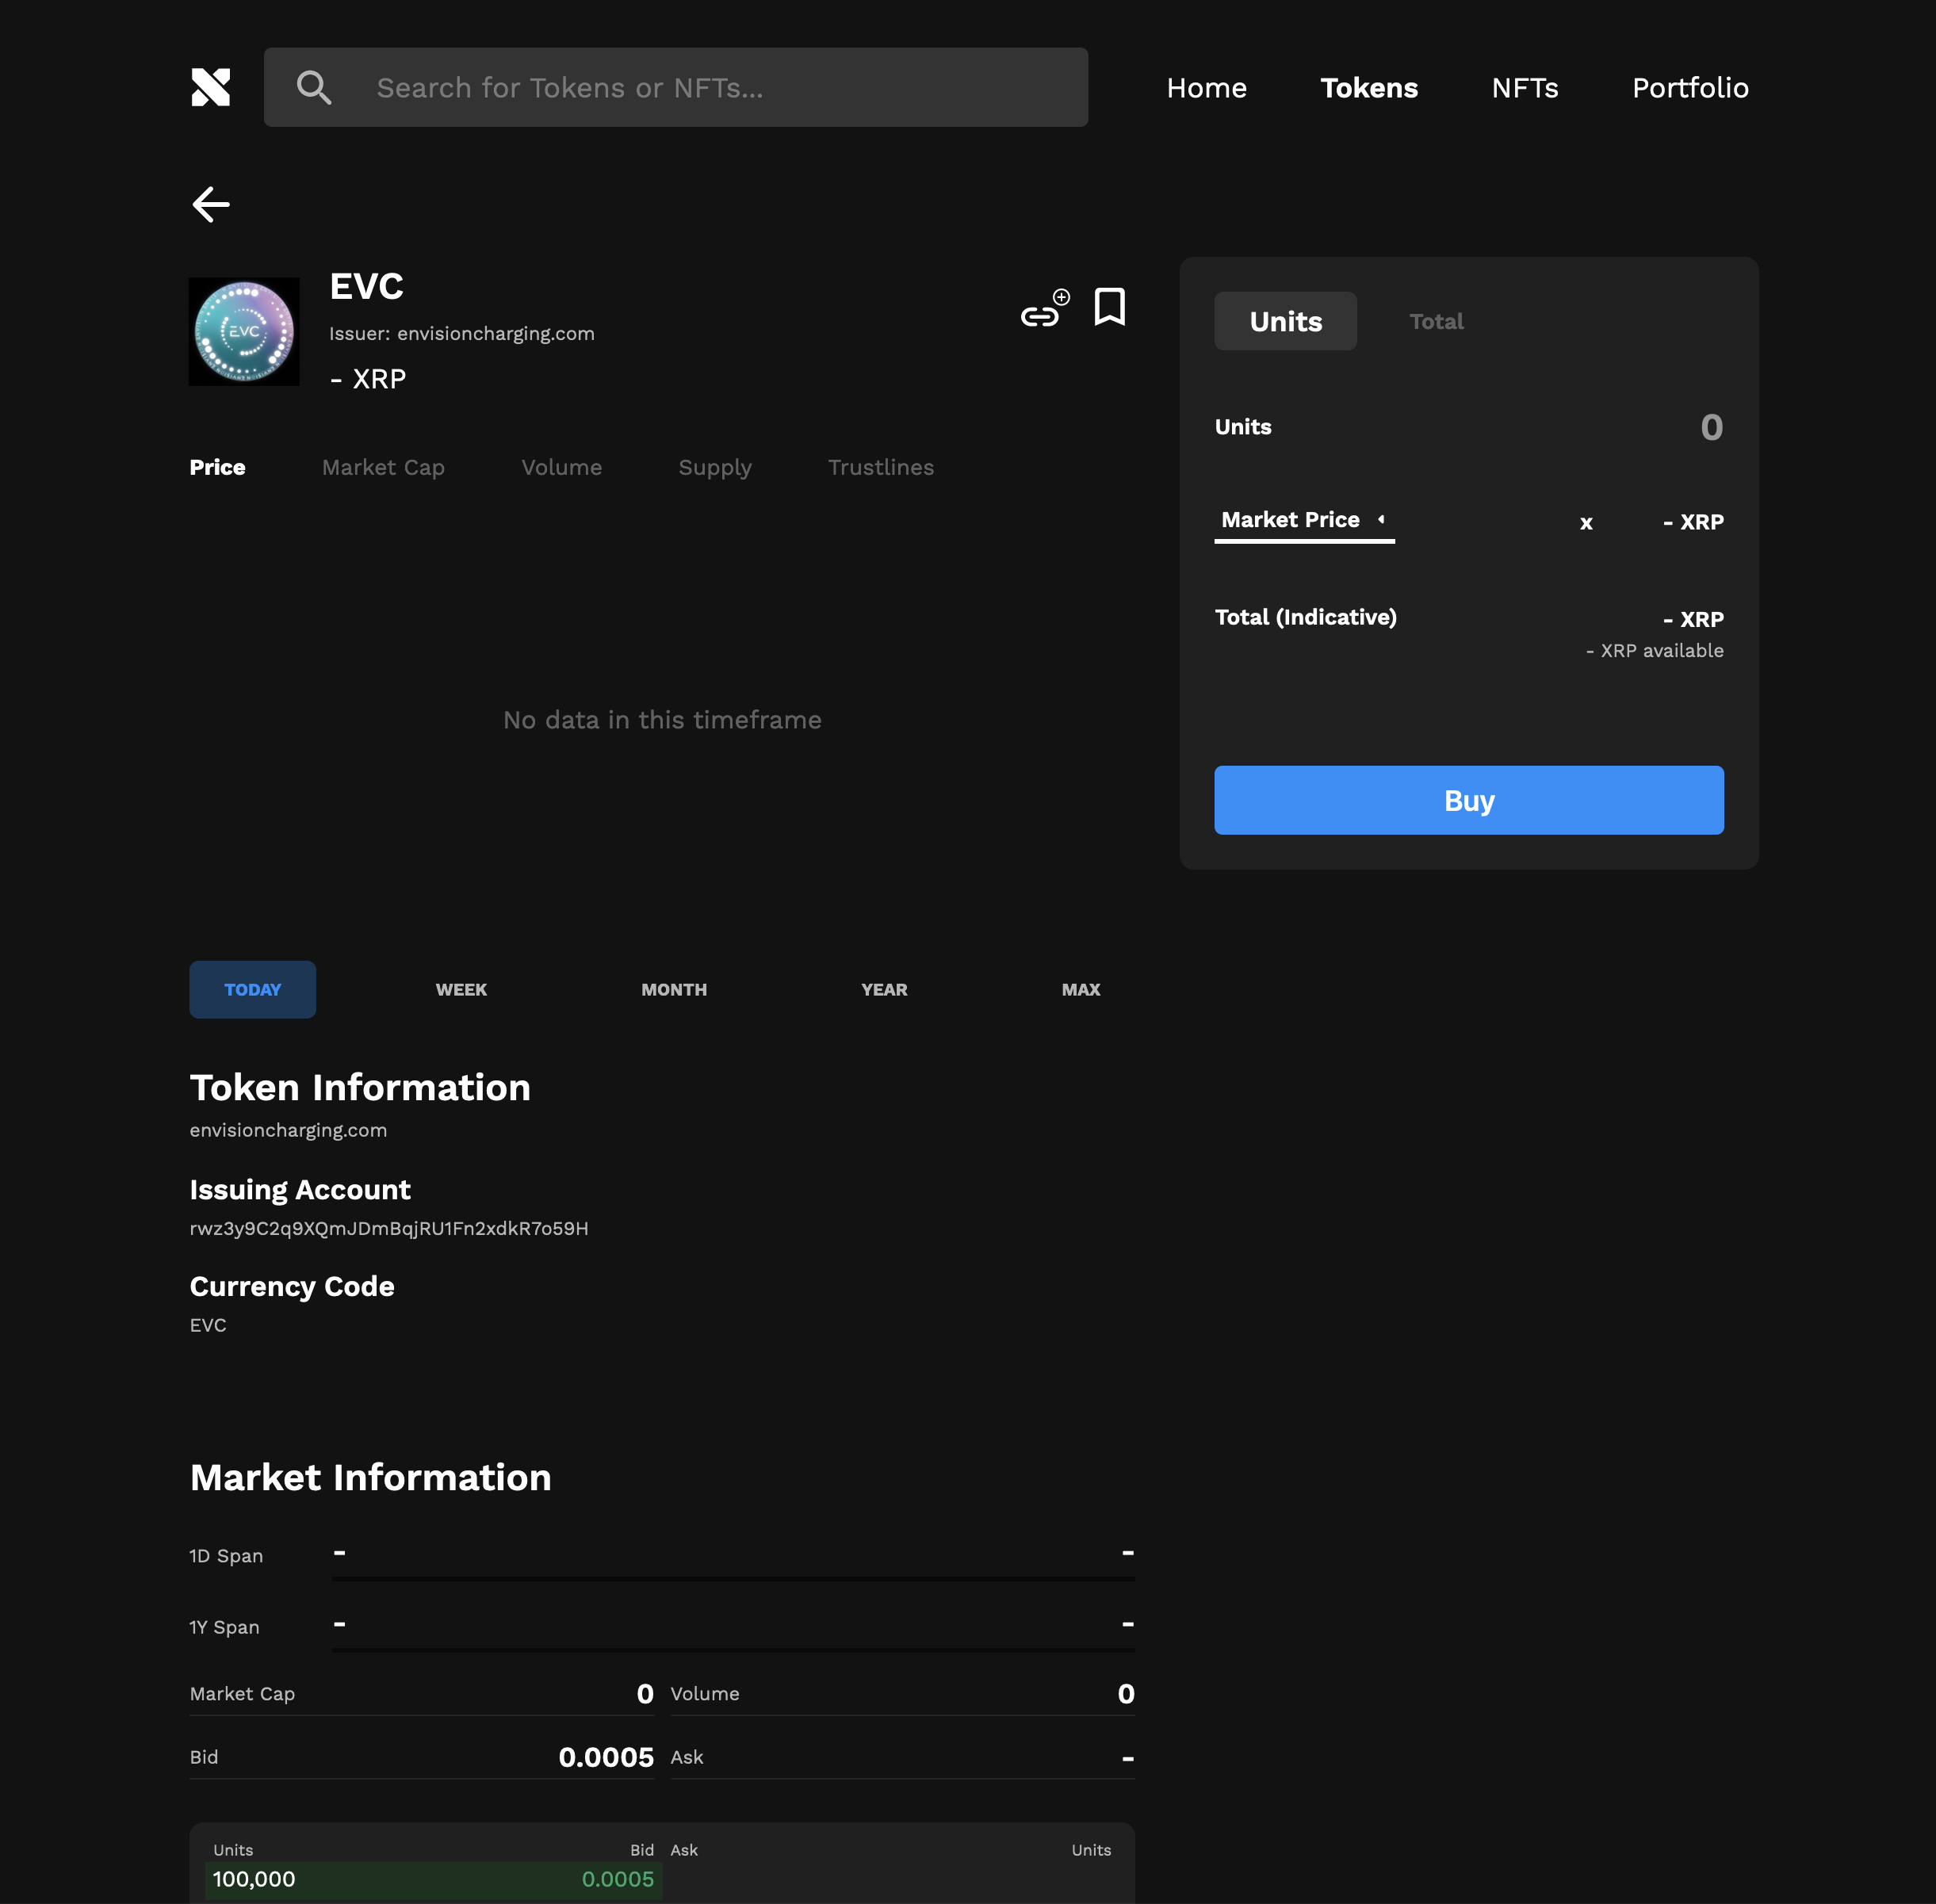 Search for Tokens or NFTs...
Home
Tokens
NFTs
Portfolio
EVC
EVC
Issuer: envisioncharging.com
- XRP
Price
Market Cap
Volume
Supply
Trustlines
No data in this timeframe
TODAY
WEEK
MONTH
YEAR
MAX
Units
Total
Units
0
Market Price
x
- XRP
Total (Indicative)
- XRP
- XRP available
Buy
Token Information
envisioncharging.com
Issuing Account
rwz3y9C2q9XQmJDmBqjRU1Fn2xdkR7o59H
Currency Code
EVC
Market Information
1D Span
-
-
1Y Span
-
-
Market Cap
0
Volume
0
Bid
0.0005
Ask
-
Units
Bid
Ask
Units
100,000
0.0005